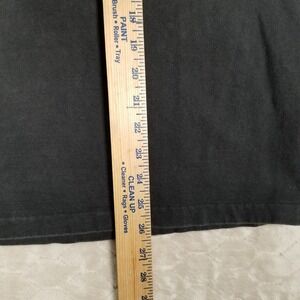 PAINT
Brush • Roller • Tray
CLEAN UP
• Cleaner • Rags • Gloves
18
19
20
21
22
23
24
25
26
27
28